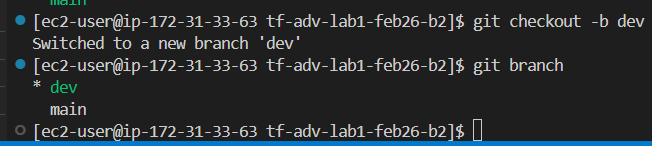 main
[ec2-user@ip-172-31-33-63 tf-adv-lab1-feb26-b2]$ git checkout -b dev
Switched to a new branch 'dev'
[ec2-user@ip-172-31-33-63 tf-adv-lab1-feb26-b2]$ git branch
* dev
  main
[ec2-user@ip-172-31-33-63 tf-adv-lab1-feb26-b2]$